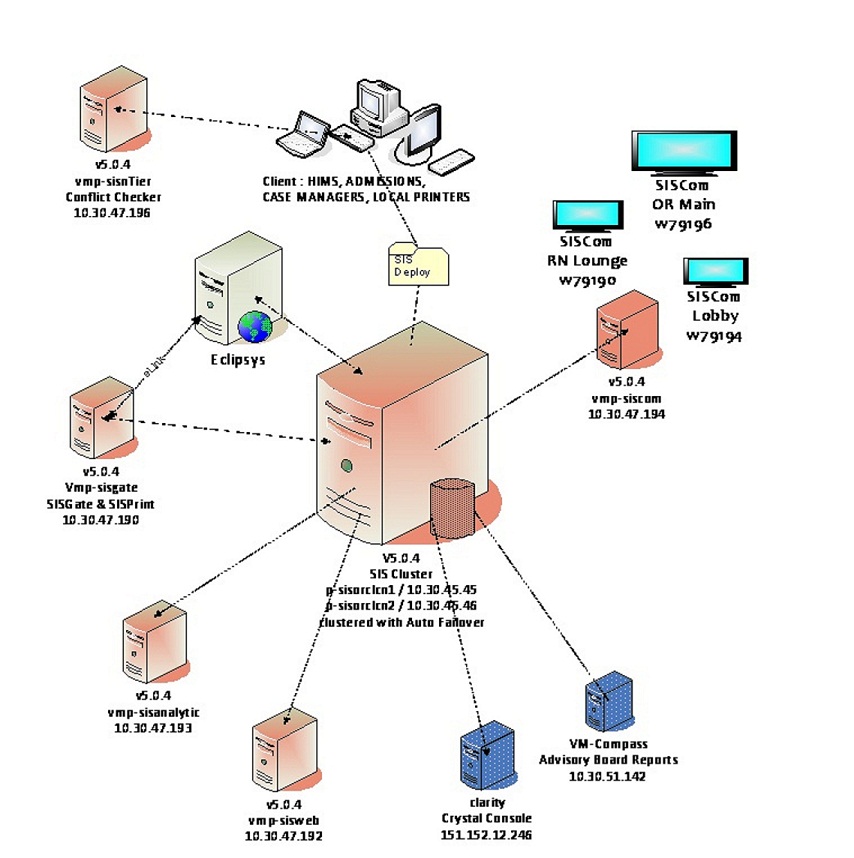 v5.0.4
vmp-sisnTier
Conflict Checker
10.30.47.196
Client : HIMS, ADMISSIONS,
CASE MANAGERS, LOCAL PRINTERS
SISCom
OR Main
w79196
SISCom
RN Lounge
w79190
SISCom
Lobby
w79194
SIS
Deploy
Eclipsys
eLink
v5.0.4
vmp-siscom
10.30.47.194
v5.0.4
Vmp-sisgate
SISGate & SISPrint
10.30.47.190
V5.0.4
SIS Cluster
p-sisorclcn1 / 10.30.45.45
p-sisorclcn2 / 10.30.45.46
clustered with Auto Failover
v5.0.4
vmp-sisanalytic
10.30.47.193
VM-Compass
Advisory Board Reports
10.30.51.142
v5.0.4
vmp-sisweb
10.30.47.192
clarity
Crystal Console
151.152.12.246